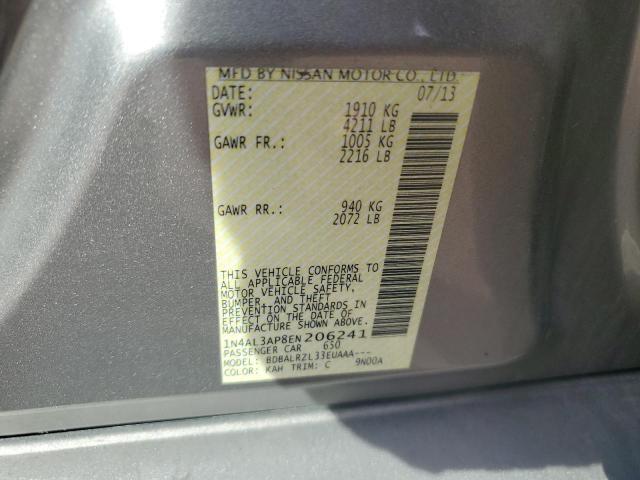 MFD BY NISSAN MOTOR CO., LTD.
DATE: 07/13
GVWR: 1910 KG
4211 LB
GAWR FR.: 1005 KG
2216 LB
GAWR RR.: 940 KG
2072 LB
THIS VEHICLE CONFORMS TO
ALL APPLICABLE FEDERAL
MOTOR VEHICLE SAFETY,
BUMPER, AND THEFT
PREVENTION STANDARDS IN
EFFECT ON THE DATE OF
MANUFACTURE SHOWN ABOVE.
1N4AL3AP8EN206241
PASSENGER CAR 650
MODEL: BDBALRZL33EUAAA---
COLOR: KAH TRIM: C 9N00A